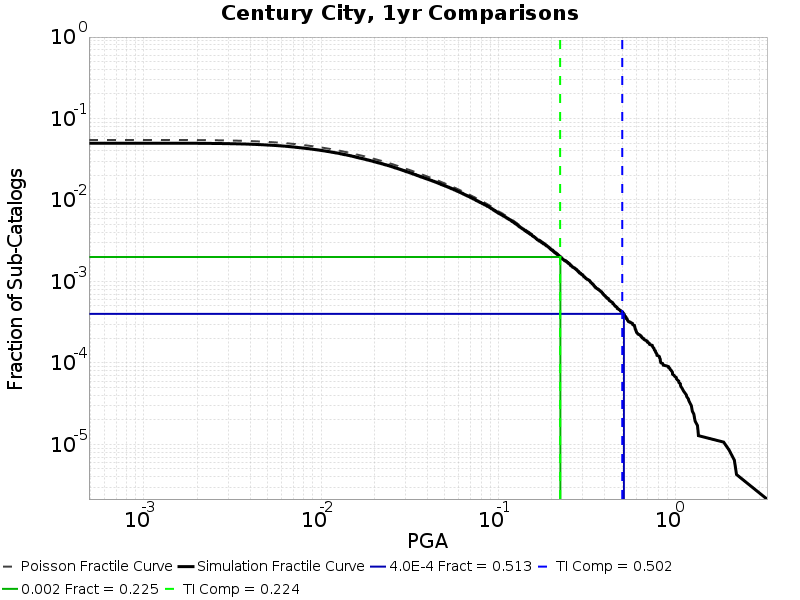 Century City, 1yr Comparisons
Fraction of Sub-Catalogs
10^0
10^-1
10^-2
10^-3
10^-4
10^-5
10^-3 10^-2 10^-1 10^0
PGA
Poisson Fractile Curve Simulation Fractile Curve 4.0E-4 Fract = 0.513 TI Comp = 0.502
0.002 Fract = 0.225 TI Comp = 0.224